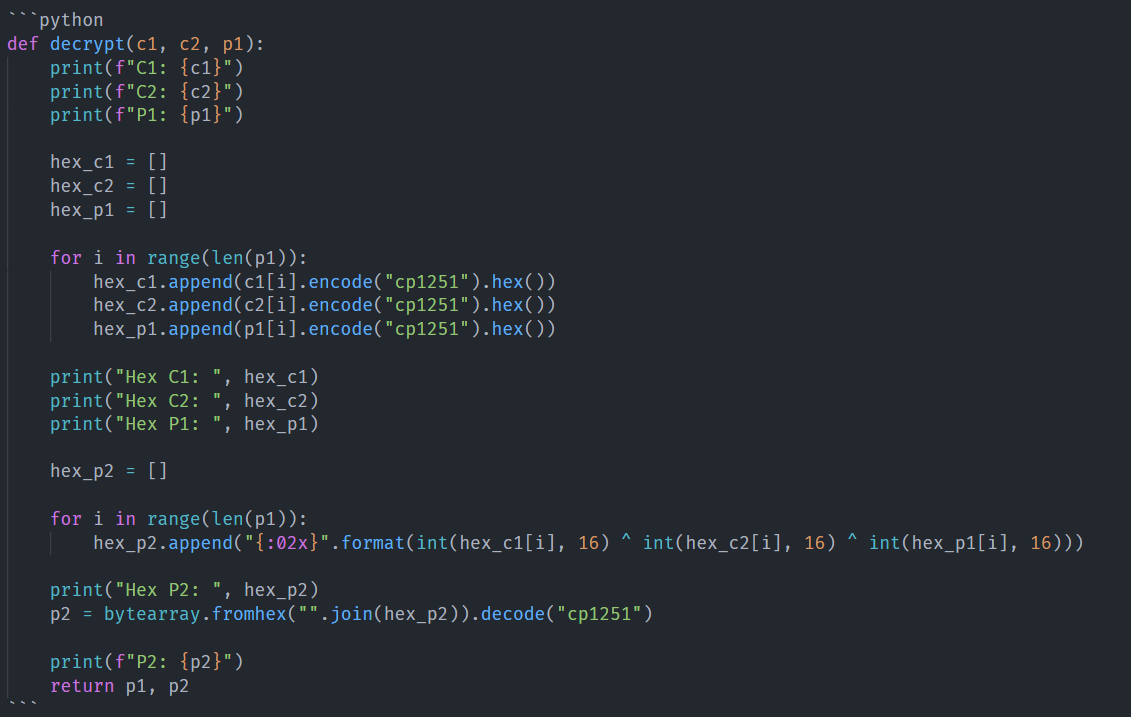 ```python
def decrypt(c1, c2, p1):
    print(f"C1: {c1}")
    print(f"C2: {c2}")
    print(f"P1: {p1}")

    hex_c1 = []
    hex_c2 = []
    hex_p1 = []

    for i in range(len(p1)):
        hex_c1.append(c1[i].encode("cp1251").hex())
        hex_c2.append(c2[i].encode("cp1251").hex())
        hex_p1.append(p1[i].encode("cp1251").hex())

    print("Hex C1: ", hex_c1)
    print("Hex C2: ", hex_c2)
    print("Hex P1: ", hex_p1)

    hex_p2 = []

    for i in range(len(p1)):
        hex_p2.append("{:02x}".format(int(hex_c1[i], 16) ^ int(hex_c2[i], 16) ^ int(hex_p1[i], 16)))

    print("Hex P2: ", hex_p2)
    p2 = bytearray.fromhex("".join(hex_p2)).decode("cp1251")

    print(f"P2: {p2}")
    return p1, p2
```